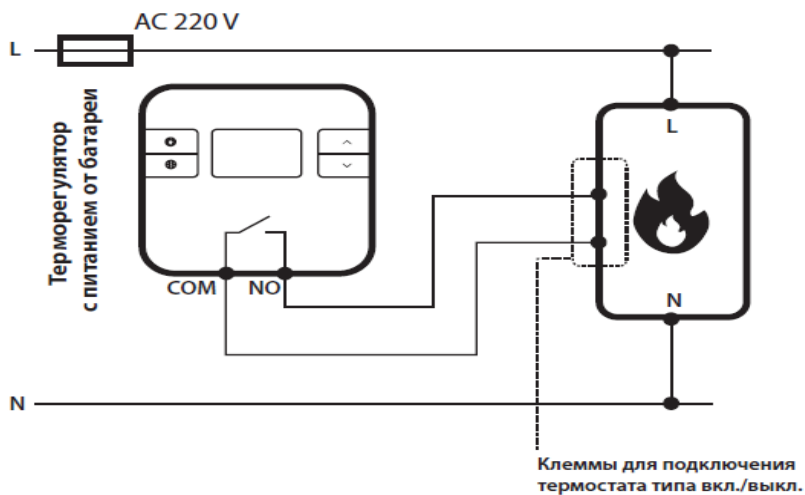 AC 220 V
L
Терморегулятор
с питанием от батареи
L
COM NO
N
N
Клеммы для подключения
термостата типа вкл./выкл.